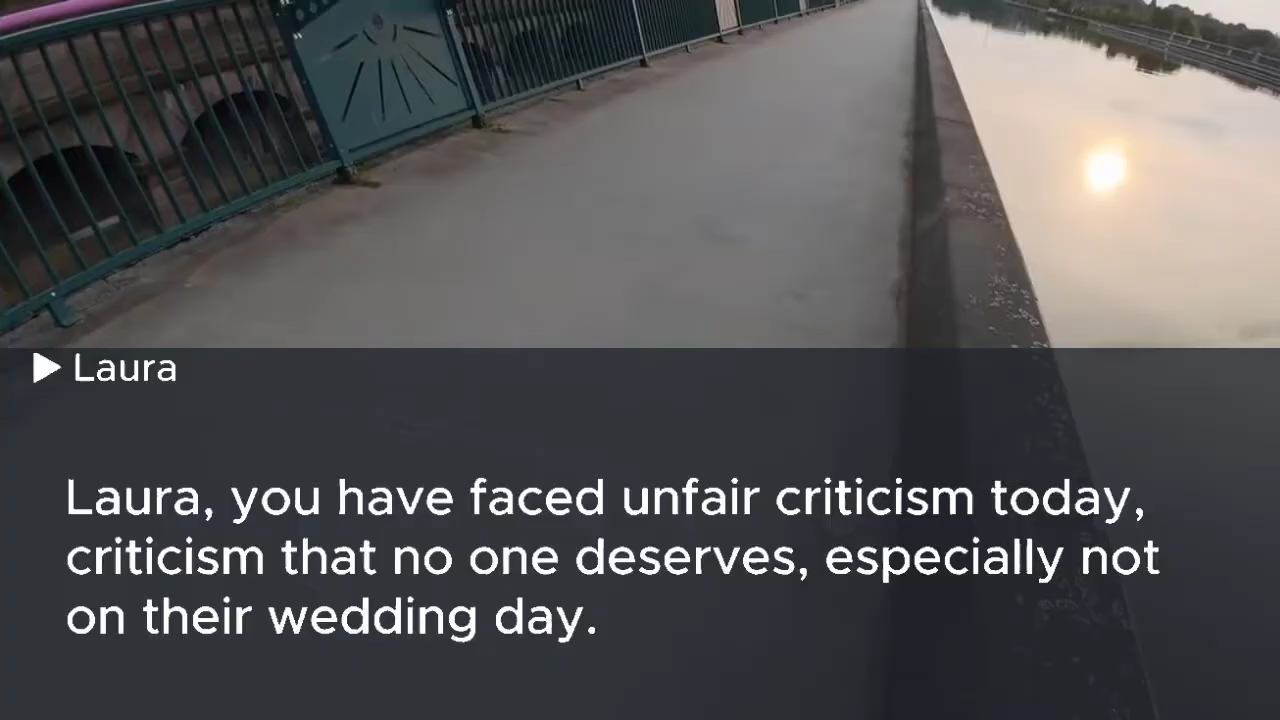 Laura
Laura, you have faced unfair criticism today,
criticism that no one deserves, especially not
on their wedding day.